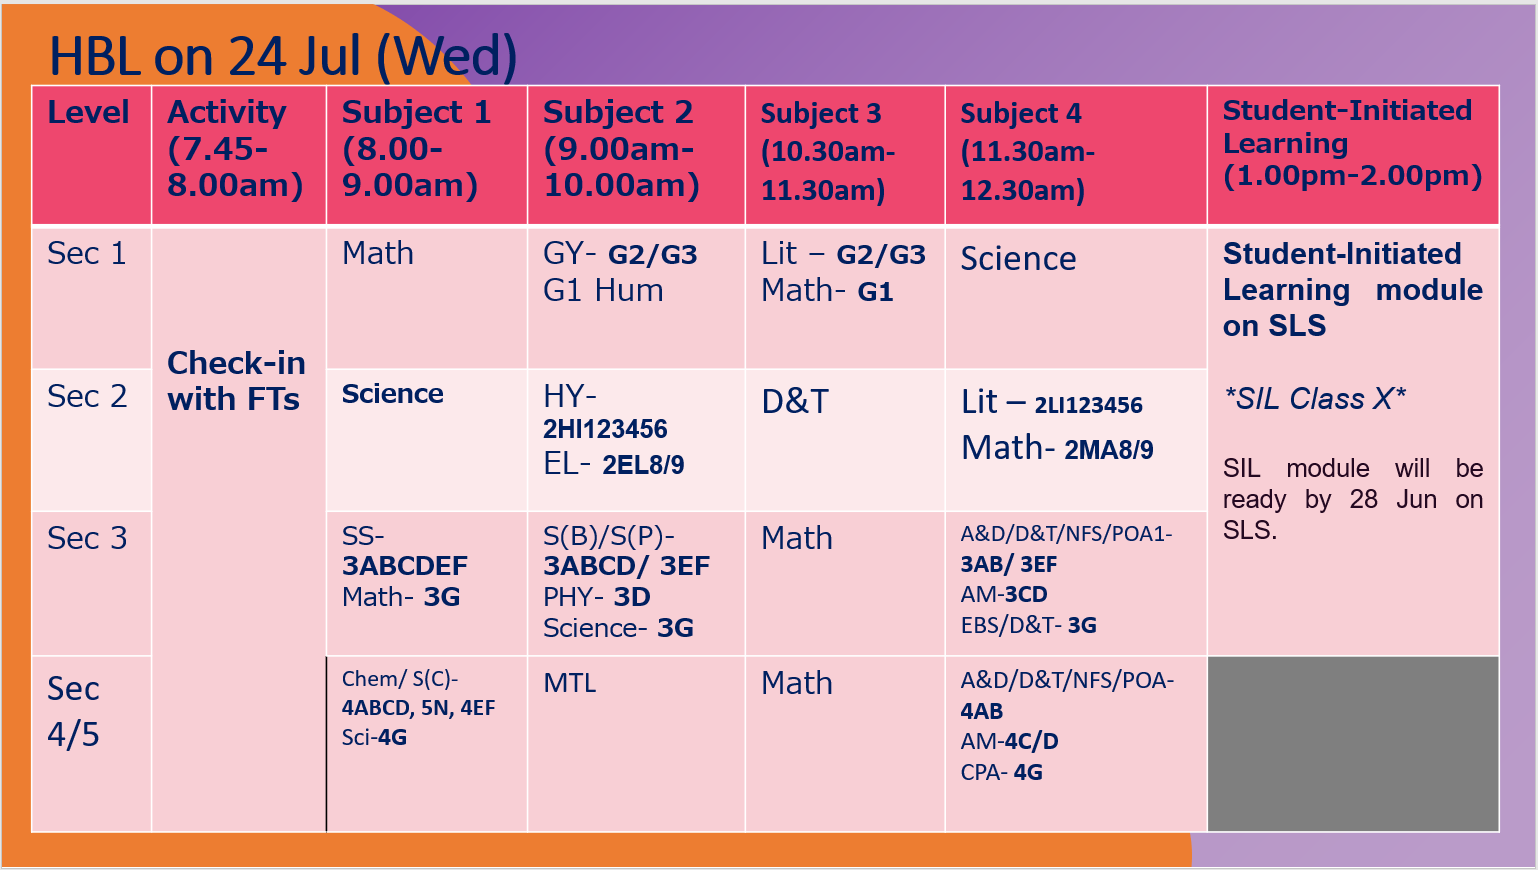 HBL on 24 Jul (Wed)
Level
Activity
(7.45-
8.00am)
Subject 1
(8.00-
9.00am)
Subject 2
(9.00am-
10.00am)
Subject 3
(10.30am-
11.30am)
Subject 4
(11.30am-
12.30am)
Student-Initiated
Learning
(1.00pm-2.00pm)
Sec 1
Check-in
with FTs
Math
GY- G2/G3
G1 Hum
Lit – G2/G3
Math- G1
Science
Student-Initiated
Learning module
on SLS
*SIL Class X*
SIL module will be
ready by 28 Jun on
SLS.
Sec 2
Science
HY-
2HI123456
EL- 2EL8/9
D&T
Lit – 2LI123456
Math- 2MA8/9
Sec 3
SS-
3ABCDEF
Math- 3G
S(B)/S(P)-
3ABCD/ 3EF
PHY- 3D
Science- 3G
Math
A&D/D&T/NFS/POA1-
3AB/ 3EF
AM-3CD
EBS/D&T- 3G
Sec
4/5
Chem/ S(C)-
4ABCD, 5N, 4EF
Sci-4G
MTL
Math
A&D/D&T/NFS/POA-
4AB
AM-4C/D
CPA- 4G